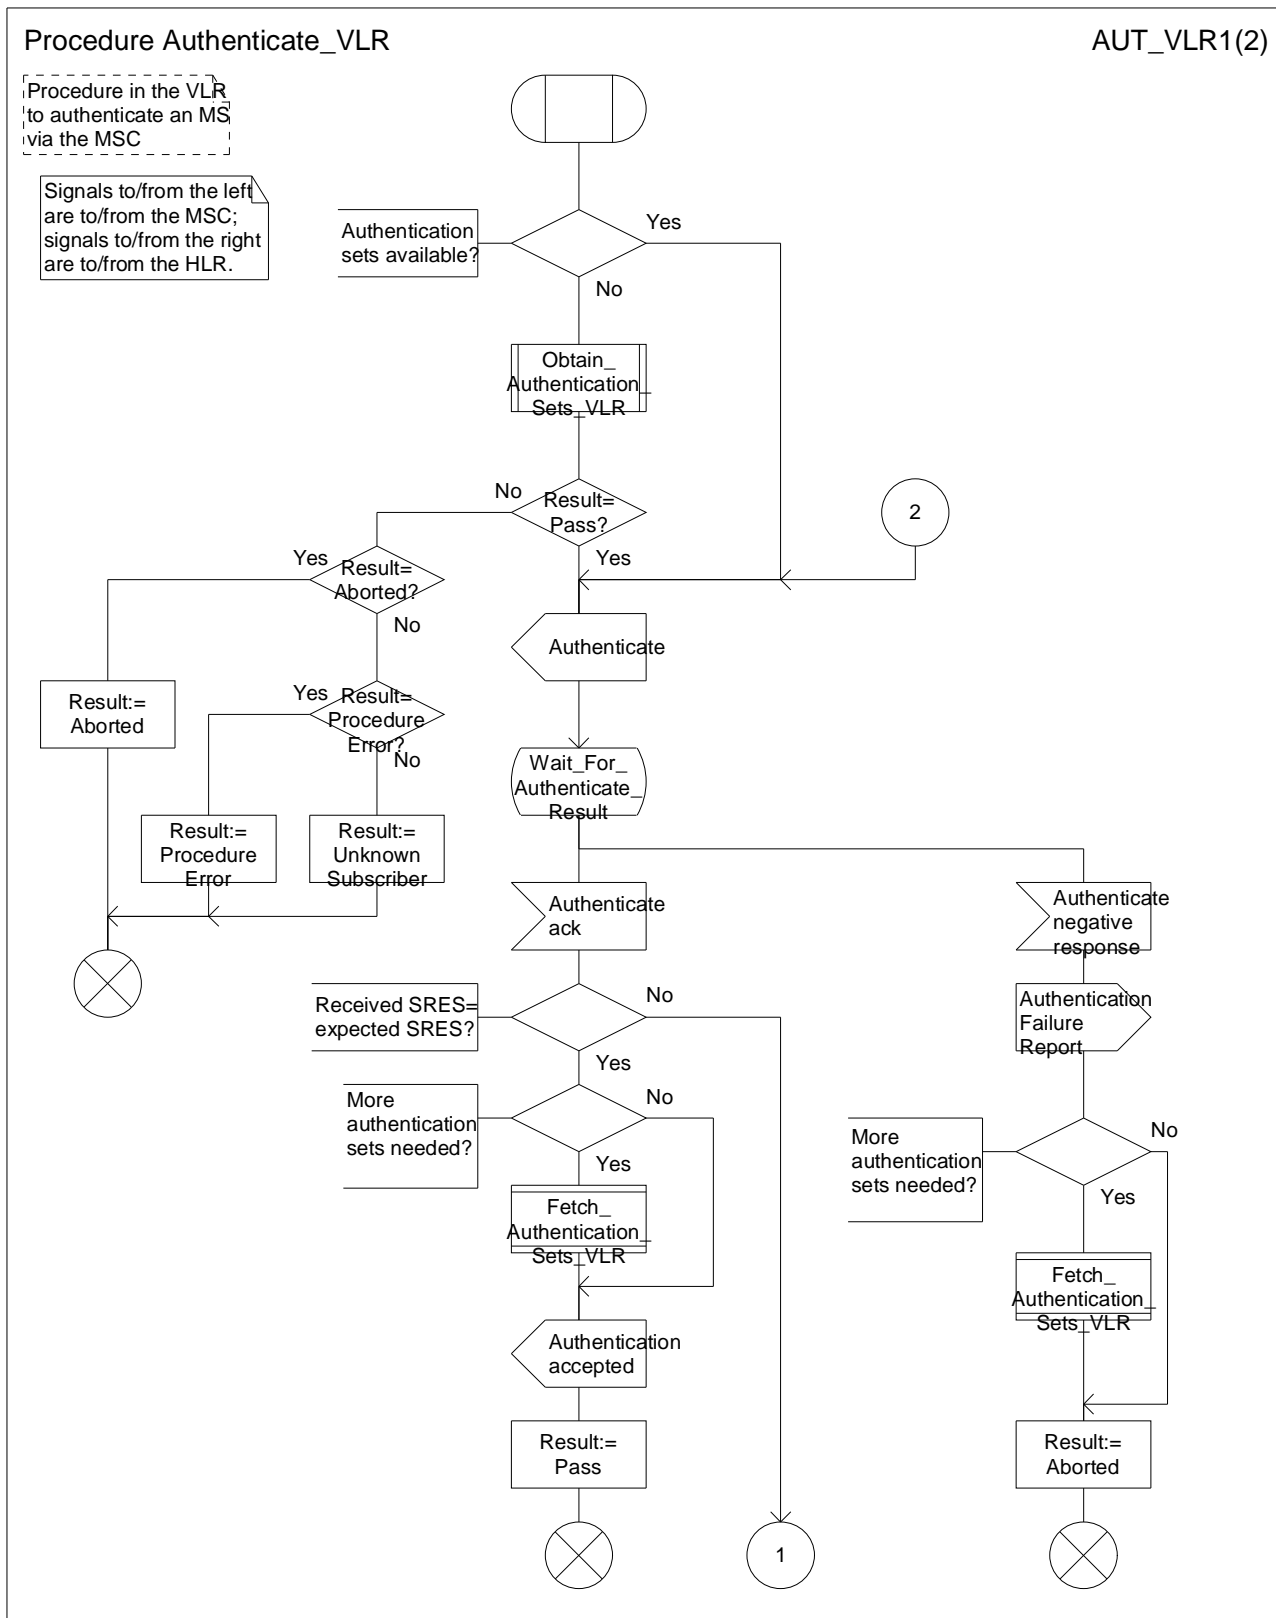 Procedure Authenticate_VLR
AUT_VLR1(2)
Procedure in the VLR
to authenticate an MS
via the MSC
Signals to/from the left
are to/from the MSC;
signals to/from the right
are to/from the HLR.
Authentication
sets available?
Yes
No
Obtain_
Authentication_
Sets_VLR
No
Result=
Pass?
Yes
2
Yes
Result=
Aborted?
No
Authenticate
Result:=
Aborted
Yes
Result=
Procedure
Error?
No
Wait_For_
Authenticate_
Result
Result:=
Procedure
Error
Result:=
Unknown
Subscriber
Authenticate
ack
Authenticate
negative
response
Received SRES=
expected SRES?
No
Yes
Authentication
Failure
Report
More
authentication
sets needed?
No
Yes
More
authentication
sets needed?
No
Yes
Fetch_
Authentication_
Sets_VLR
Fetch_
Authentication_
Sets_VLR
Authentication
accepted
Result:=
Pass
Result:=
Aborted
1